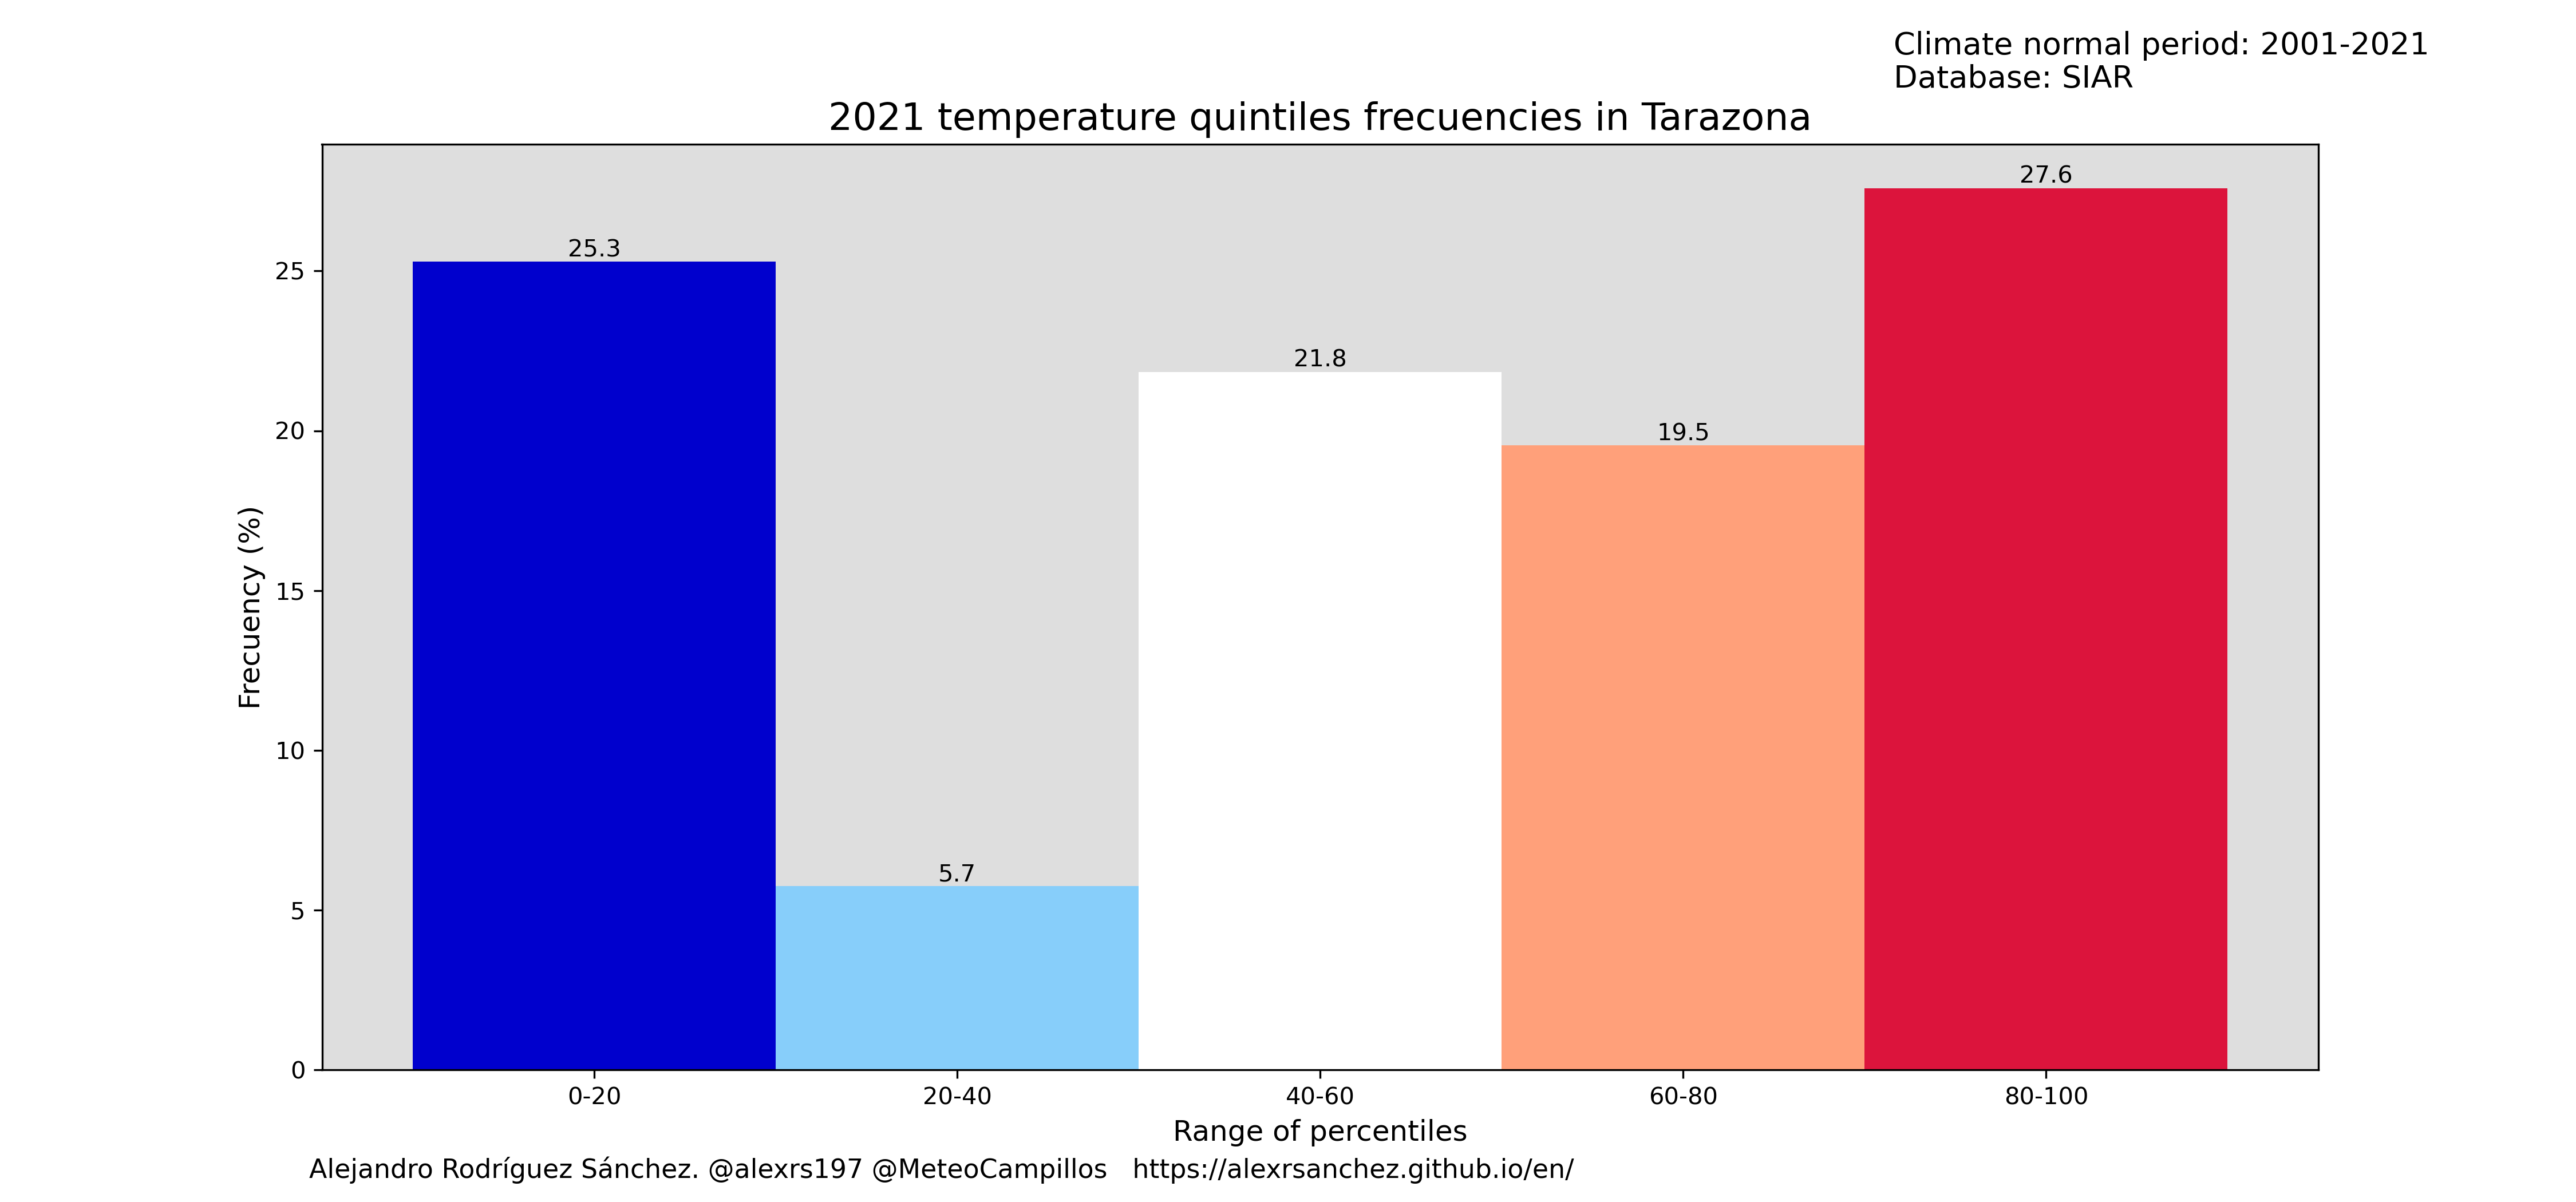 Climate normal period: 2001-2021
Database: SIAR
2021 temperature quintiles frecuencies in Tarazona
27.6
25.3
21.8
19.5
5.7
25
20
15
10
5
0
Frecuency (%)
0-20 20-40 40-60 60-80 80-100
Range of percentiles
Alejandro Rodríguez Sánchez. @alexrs197 @MeteoCampillos https://alexrsanchez.github.io/en/